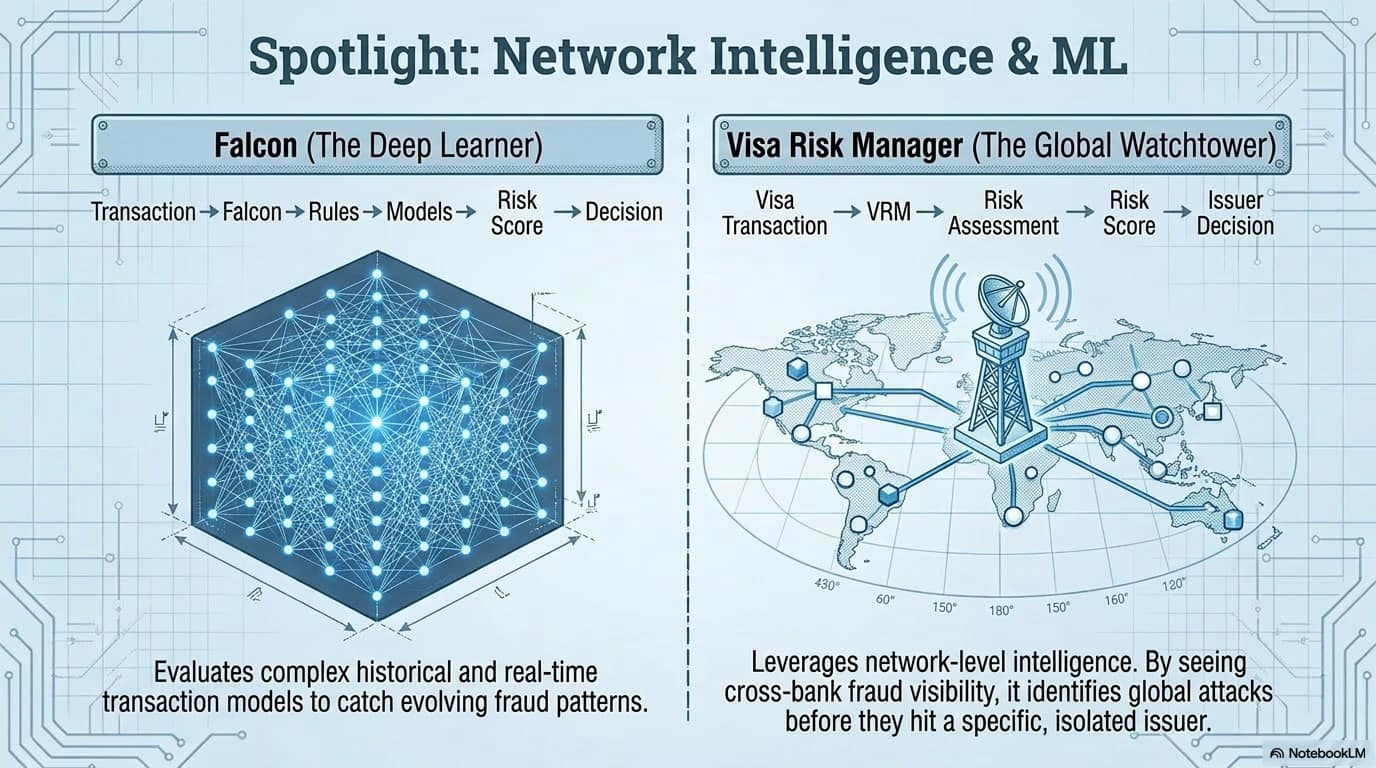 Spotlight: Network Intelligence & ML
Falcon (The Deep Learner)
Transaction → Falcon → Rules → Models → Risk Score → Decision
Evaluates complex historical and real-time
transaction models to catch evolving fraud patterns.
Visa Risk Manager (The Global Watchtower)
Visa Transaction → VRM → Risk Assessment → Risk Score → Issuer Decision
430° 60° 150° 180° 150° 160° 120°
Leverages network-level intelligence. By seeing
cross-bank fraud visibility, it identifies global attacks
before they hit a specific, isolated issuer.
NotebookLM